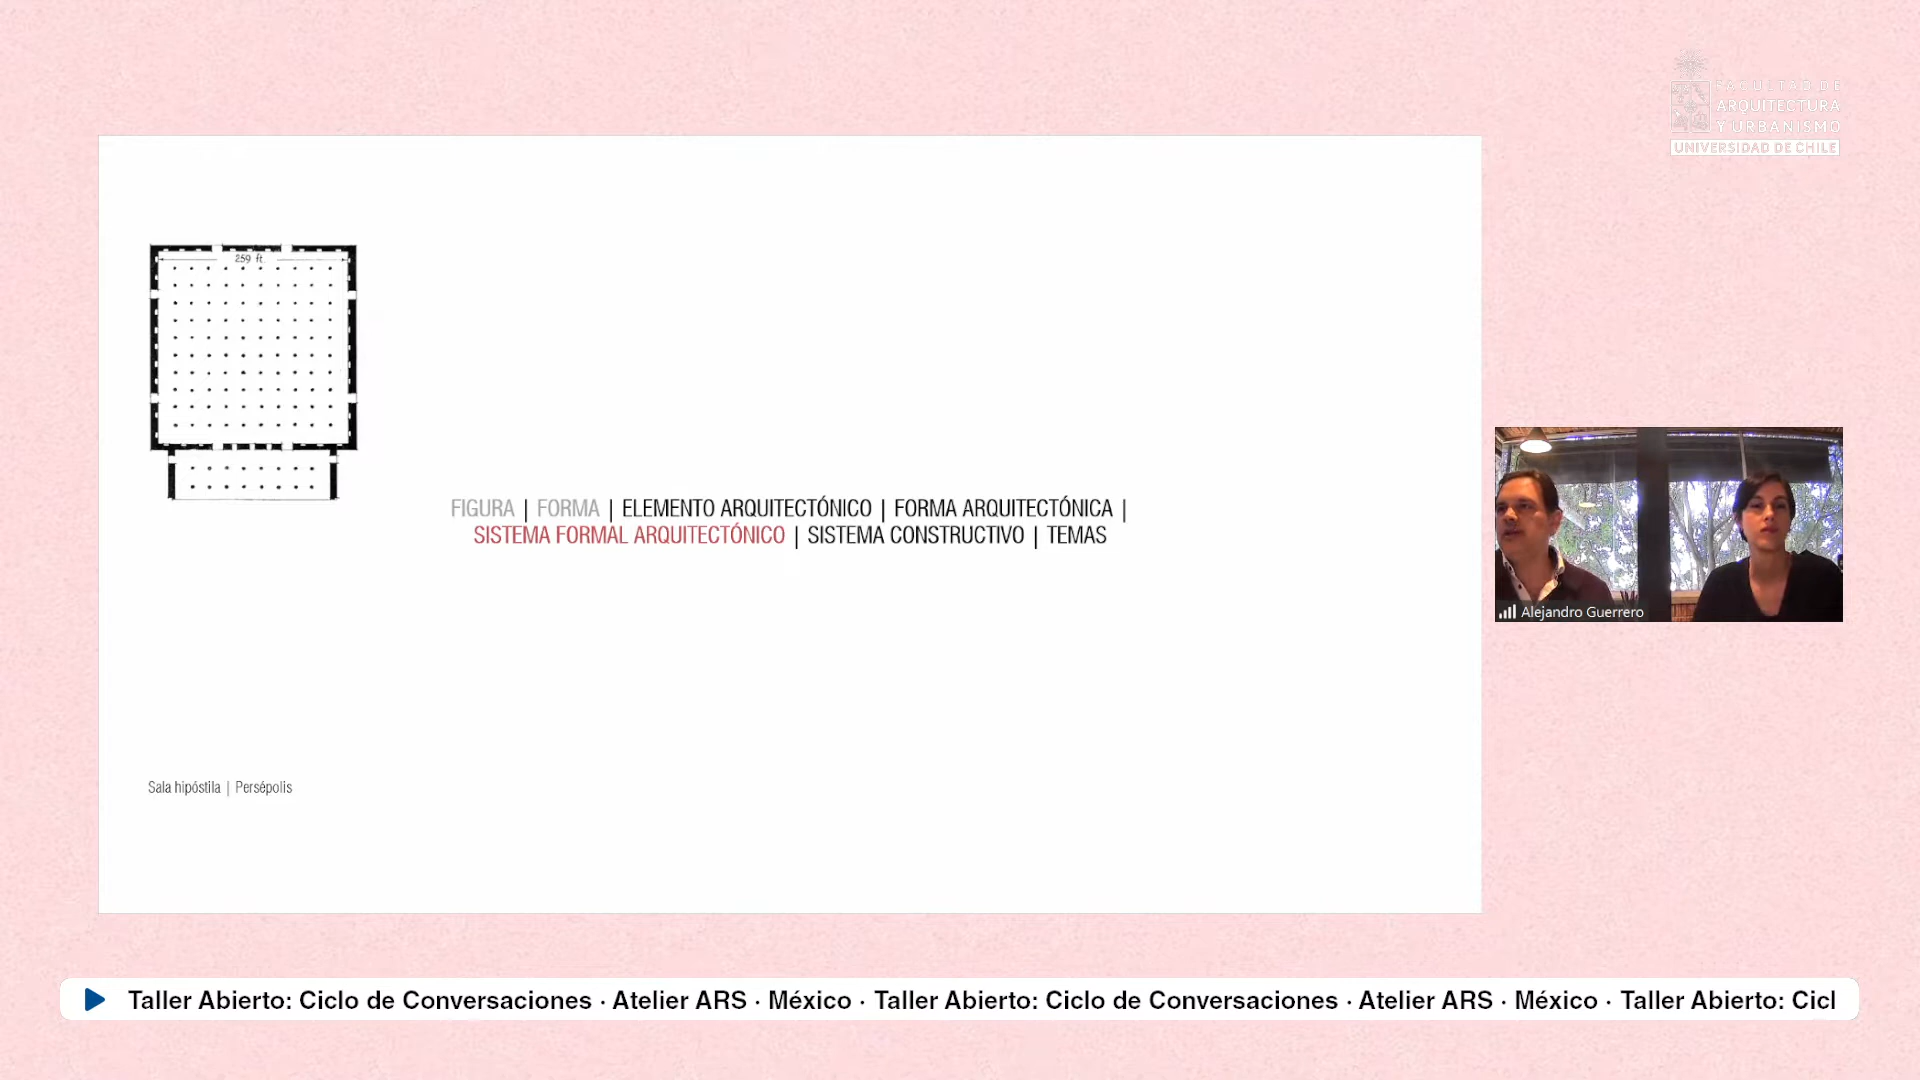 FACULTAD DE
ARQUITECTURA
Y URBANISMO
UNIVERSIDAD DE CHILE
259 ft.
FIGURA | FORMA | ELEMENTO ARQUITECTÓNICO | FORMA ARQUITECTÓNICA |
SISTEMA FORMAL ARQUITECTÓNICO | SISTEMA CONSTRUCTIVO | TEMAS
Alejandro Guerrero
Sala hipóstila | Persépolis
Taller Abierto: Ciclo de Conversaciones · Atelier ARS · México · Taller Abierto: Ciclo de Conversaciones · Atelier ARS · México · Taller Abierto: Cicl